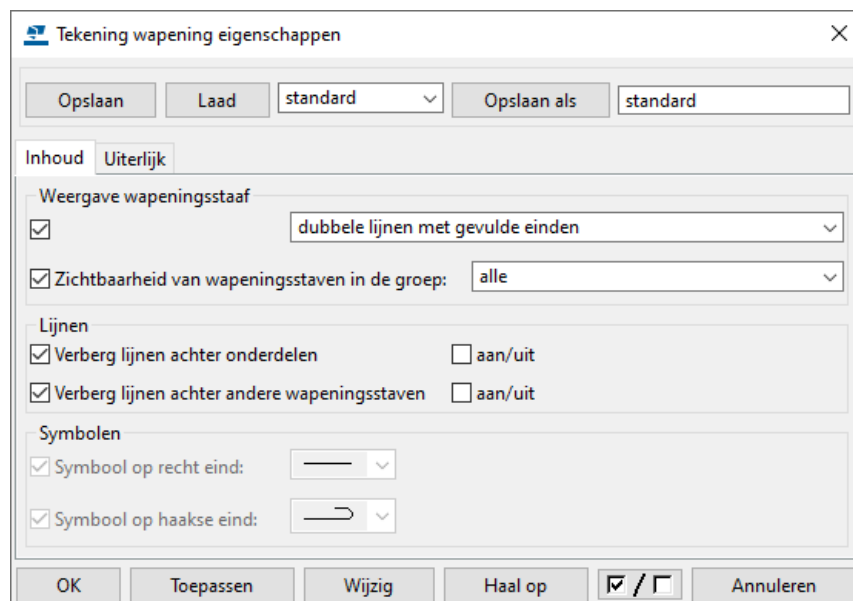 Tekening wapening eigenschappen
Opslaan Laad standard Opslaan als standard
Inhoud Uiterlijk
Weergave wapeningsstaaf
dubbele lijnen met gevulde einden
Zichtbaarheid van wapeningsstaven in de groep: alle
Lijnen
Verberg lijnen achter onderdelen aan/uit
Verberg lijnen achter andere wapeningsstaven aan/uit
Symbolen
Symbool op recht eind:
Symbool op haakse eind:
OK Toepassen Wijzig Haal op / Annuleren